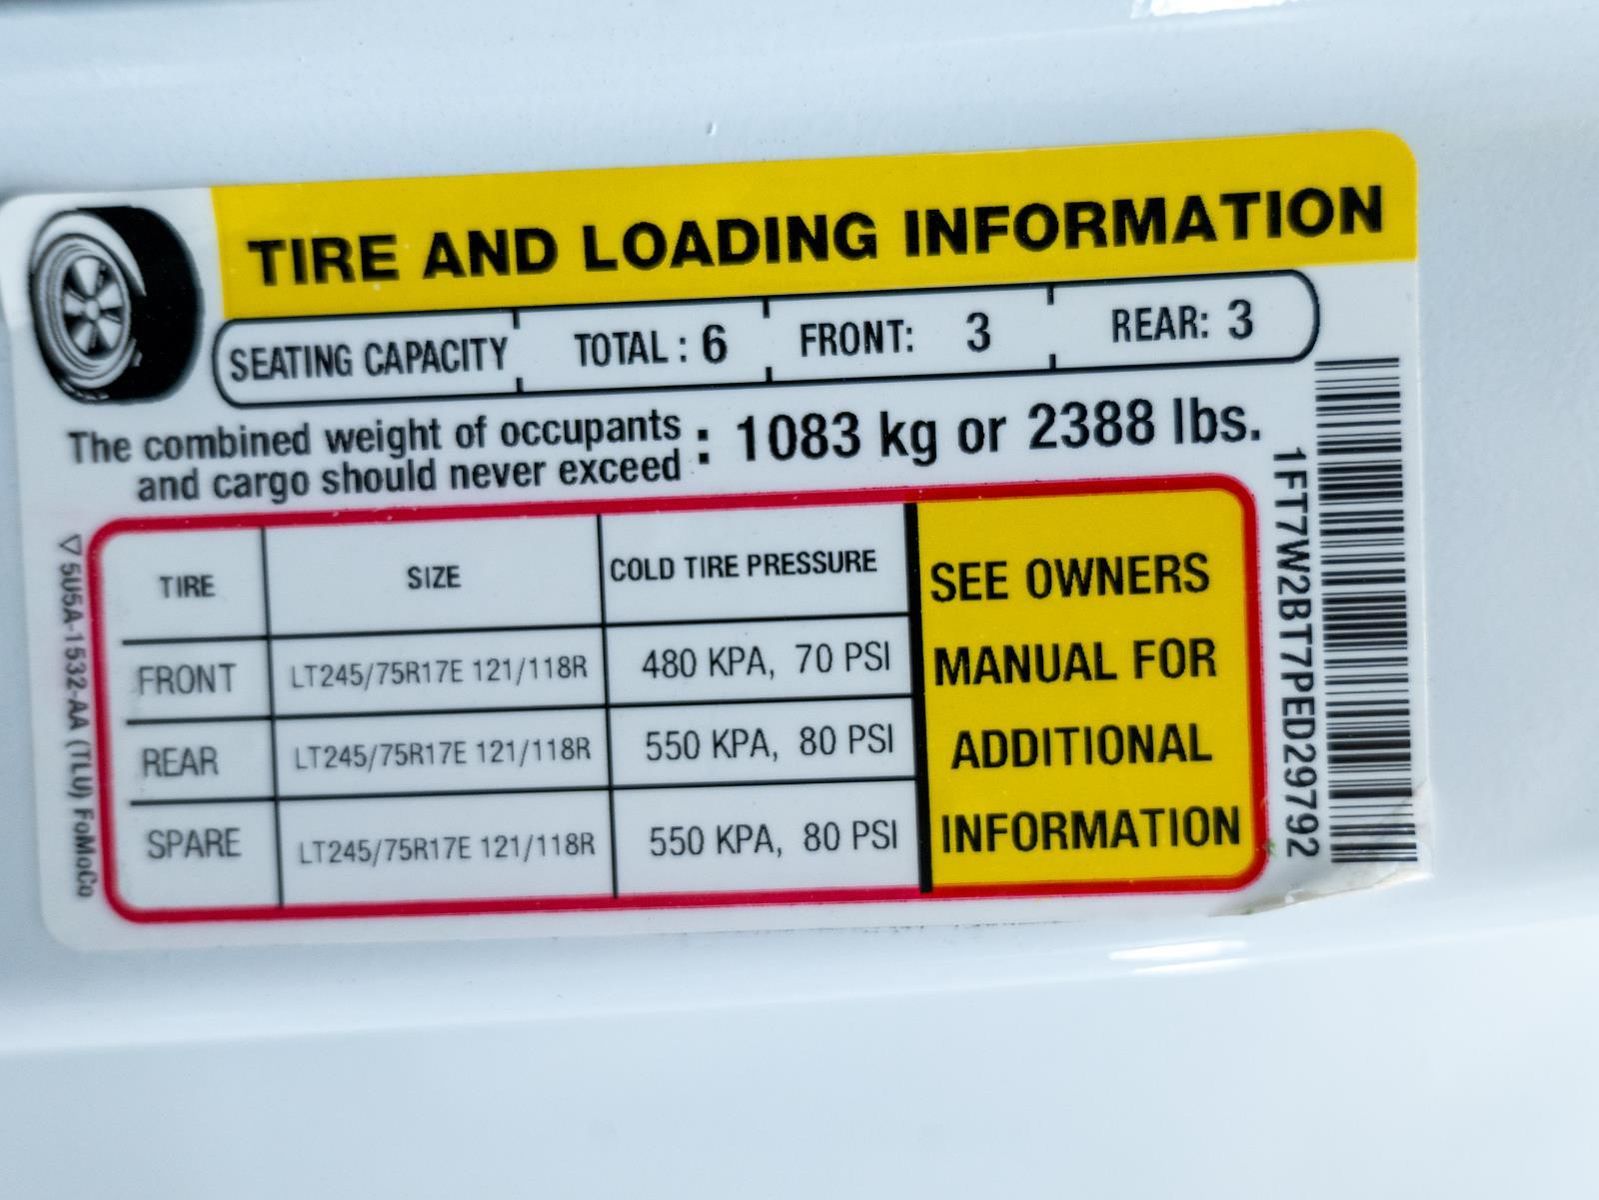 TIRE AND LOADING INFORMATION
SEATING CAPACITY TOTAL : 6 FRONT: 3 REAR: 3
The combined weight of occupants
and cargo should never exceed : 1083 kg or 2388 lbs.
TIRE SIZE COLD TIRE PRESSURE
FRONT LT245/75R17E 121/118R 480 KPA, 70 PSI
REAR LT245/75R17E 121/118R 550 KPA, 80 PSI
SPARE LT245/75R17E 121/118R 550 KPA, 80 PSI
SEE OWNERS
MANUAL FOR
ADDITIONAL
INFORMATION
1FT7W2BT7PED29792
5U5A-1532-AA (TLU) FoMoCo